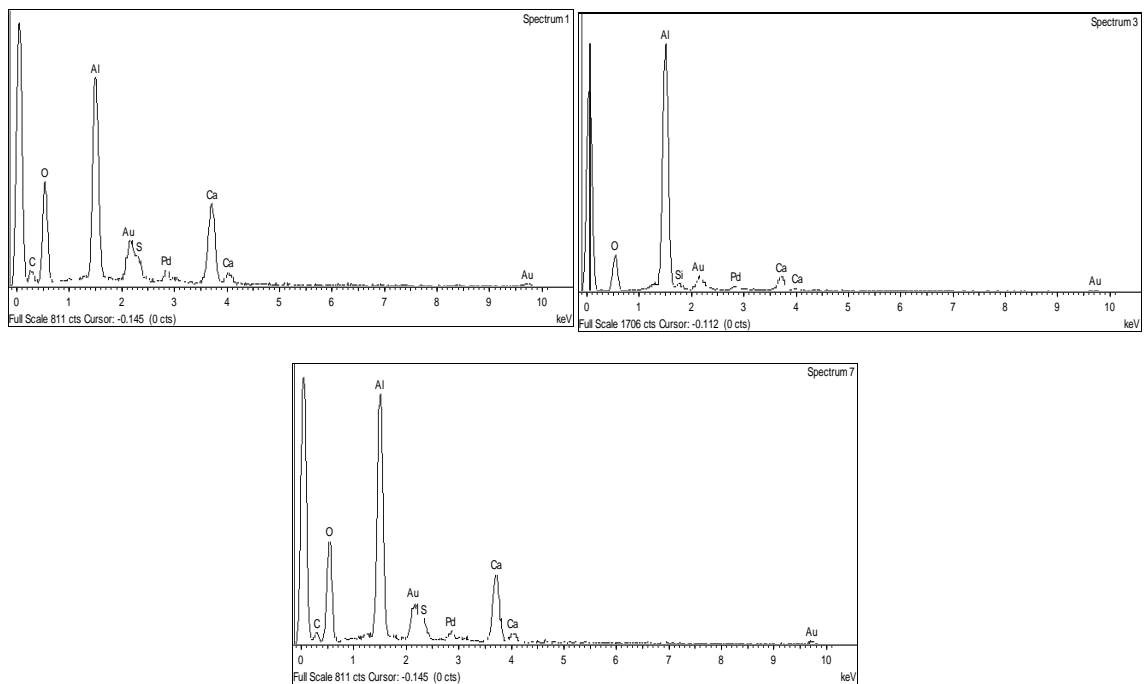 Spectrum 1
Al
O
Ca
Au
S
C
Pd
Ca
Au
0 1 2 3 4 5 6 7 8 9 10
Full Scale 811 cts Cursor: -0.145 (0 cts)
keV
Spectrum 3
Al
O
Si
Au
Pd
Ca
Ca
Au
0 1 2 3 4 5 6 7 8 9 10
Full Scale 1706 cts Cursor: -0.112 (0 cts)
keV
Spectrum 7
Al
O
Ca
Au
S
C
Pd
Ca
Au
0 1 2 3 4 5 6 7 8 9 10
Full Scale 811 cts Cursor: -0.145 (0 cts)
keV